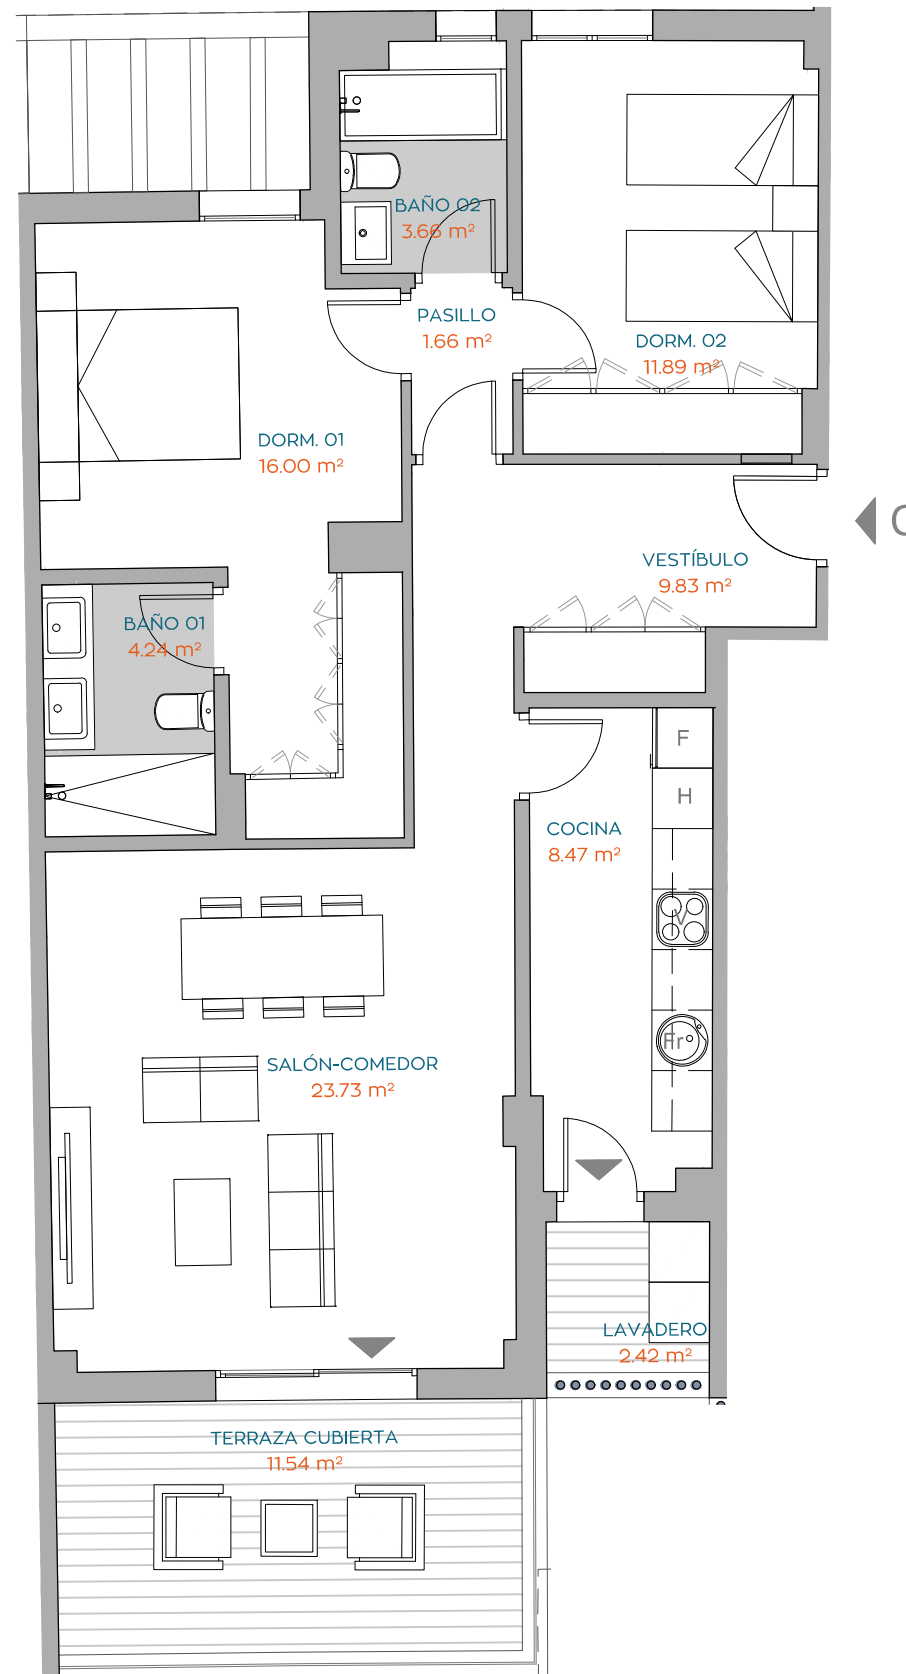 BAÑO 02
3.66 m²
PASILLO
1.66 m²
DORM. 02
11.89 m²
DORM. 01
16.00 m²
VESTÍBULO
9.83 m²
BAÑO 01
4.24 m²
F
H
COCINA
8.47 m²
V
Fr
SALÓN-COMEDOR
23.73 m²
LAVADERO
2.42 m²
TERRAZA CUBIERTA
11.54 m²